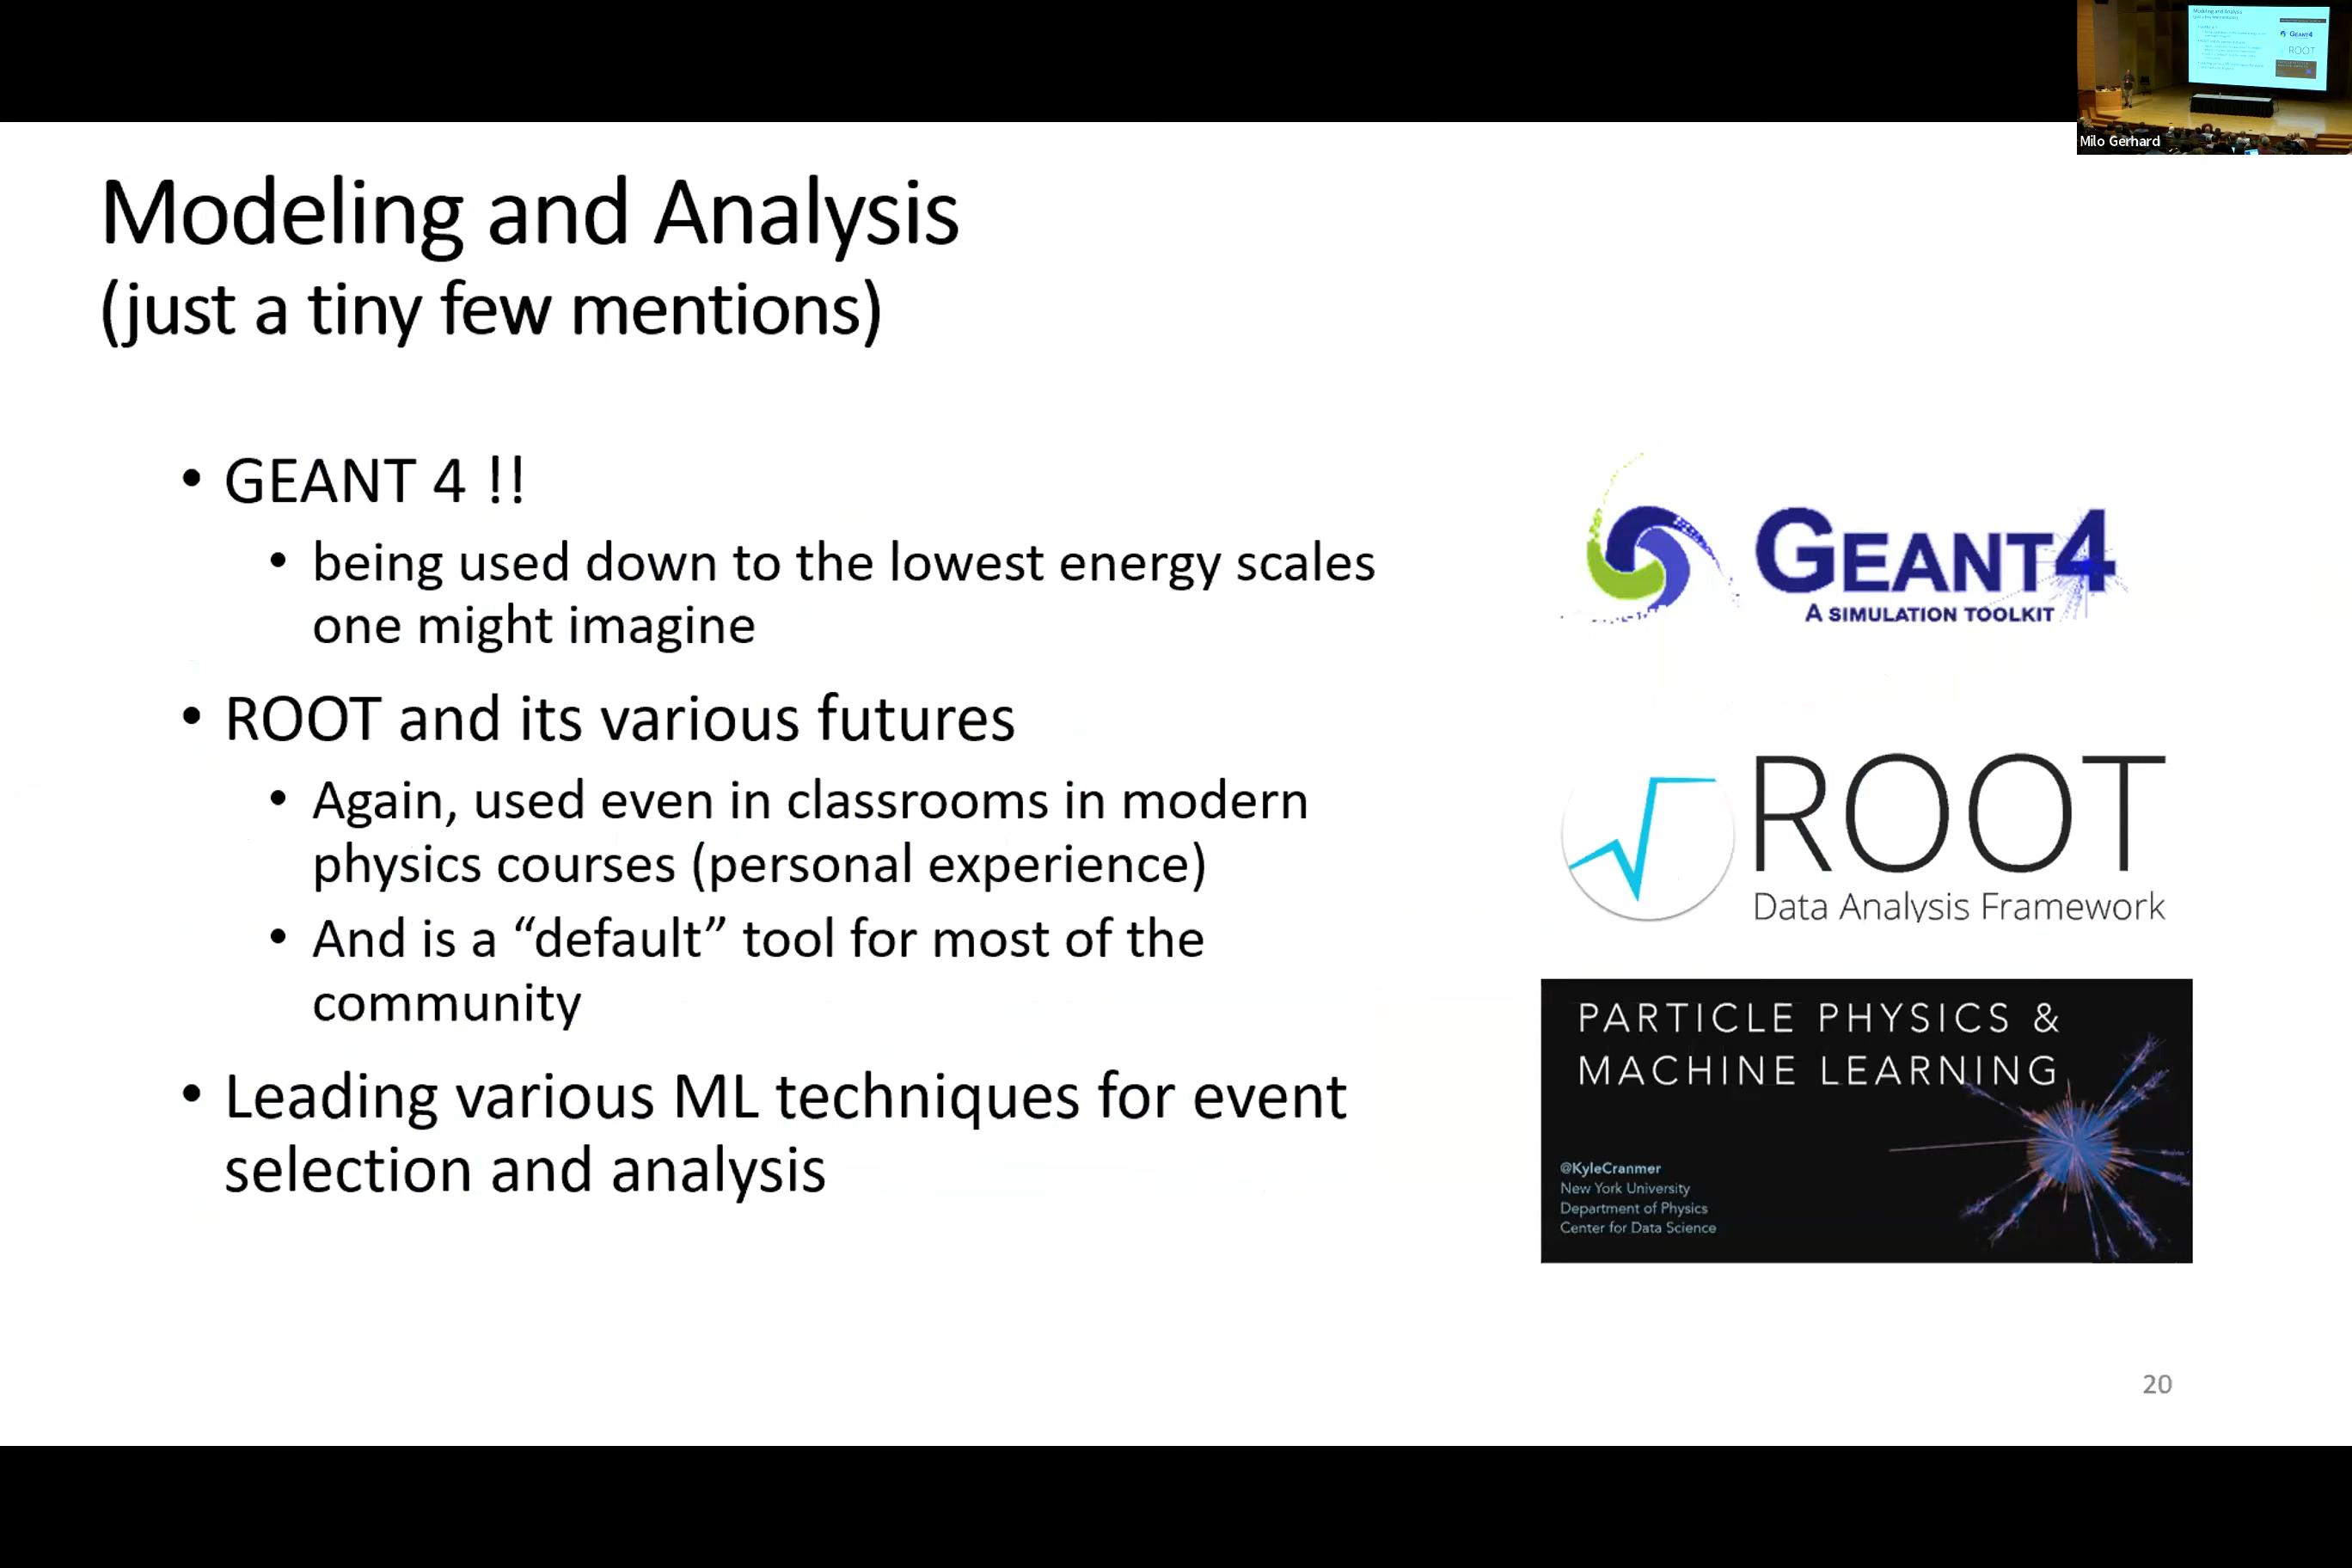 Milo Gerhard
Modeling and Analysis
(just a tiny few mentions)
• GEANT 4 !!
• being used down to the lowest energy scales
one might imagine
• ROOT and its various futures
• Again, used even in classrooms in modern
physics courses (personal experience)
• And is a “default” tool for most of the
community
• Leading various ML techniques for event
selection and analysis
GEANT4
A SIMULATION TOOLKIT
ROOT
Data Analysis Framework
PARTICLE PHYSICS &
MACHINE LEARNING
@KyleCranmer
New York University
Department of Physics
Center for Data Science
20